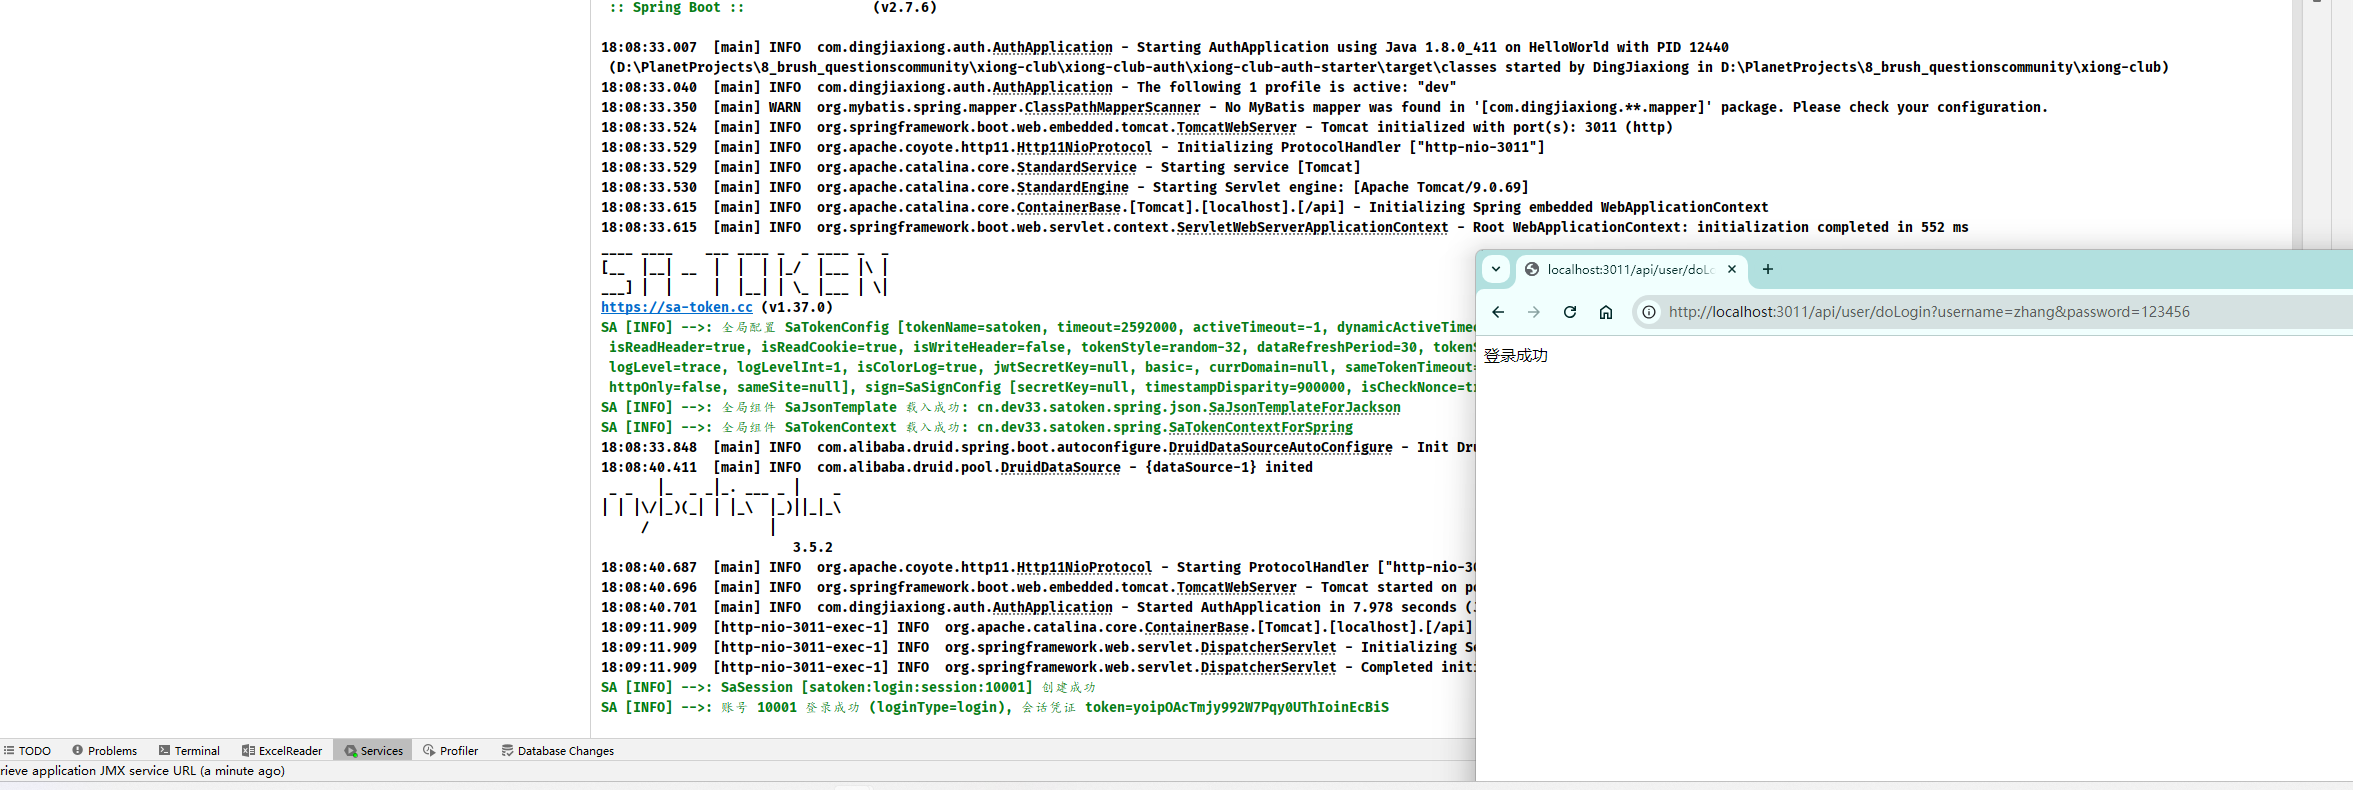 :: Spring Boot :: (v2.7.6)
18:08:33.007 [main] INFO com.dingjiaxiong.auth.AuthApplication - Starting AuthApplication using Java 1.8.0_411 on HelloWorld with PID 12440
(D:\PlanetProjects\8_brush_questionscommunity\xiong-club\xiong-club-auth\xiong-club-auth-starter\target\classes started by DingJiaxiong in D:\PlanetProjects\8_brush_questionscommunity\xiong-club)
18:08:33.040 [main] INFO com.dingjiaxiong.auth.AuthApplication - The following 1 profile is active: "dev"
18:08:33.350 [main] WARN org.mybatis.spring.mapper.ClassPathMapperScanner - No MyBatis mapper was found in '[com.dingjiaxiong.**.mapper]' package. Please check your configuration.
18:08:33.524 [main] INFO org.springframework.boot.web.embedded.tomcat.TomcatWebServer - Tomcat initialized with port(s): 3011 (http)
18:08:33.529 [main] INFO org.apache.coyote.http11.Http11NioProtocol - Initializing ProtocolHandler ["http-nio-3011"]
18:08:33.529 [main] INFO org.apache.catalina.core.StandardService - Starting service [Tomcat]
18:08:33.530 [main] INFO org.apache.catalina.core.StandardEngine - Starting Servlet engine: [Apache Tomcat/9.0.69]
18:08:33.615 [main] INFO org.apache.catalina.core.ContainerBase.[Tomcat].[localhost].[/api] - Initializing Spring embedded WebApplicationContext
18:08:33.615 [main] INFO org.springframework.boot.web.servlet.context.ServletWebServerApplicationContext - Root WebApplicationContext: initialization completed in 552 ms
https://sa-token.cc (v1.37.0)
SA [INFO] -->: 全局配置 SaTokenConfig [tokenName=satoken, timeout=2592000, activeTimeout=-1, dynamicActiveTimeo
isReadHeader=true, isReadCookie=true, isWriteHeader=false, tokenStyle=random-32, dataRefreshPeriod=30, tokenS
logLevel=trace, logLevelInt=1, isColorLog=true, jwtSecretKey=null, basic=, currDomain=null, sameTokenTimeout=
httpOnly=false, sameSite=null], sign=SaSignConfig [secretKey=null, timestampDisparity=900000, isCheckNonce=tr
SA [INFO] -->: 全局组件 SaJsonTemplate 载入成功: cn.dev33.satoken.spring.json.SaJsonTemplateForJackson
SA [INFO] -->: 全局组件 SaTokenContext 载入成功: cn.dev33.satoken.spring.SaTokenContextForSpring
18:08:33.848 [main] INFO com.alibaba.druid.spring.boot.autoconfigure.DruidDataSourceAutoConfigure - Init Dru
18:08:40.411 [main] INFO com.alibaba.druid.pool.DruidDataSource - {dataSource-1} inited
3.5.2
18:08:40.687 [main] INFO org.apache.coyote.http11.Http11NioProtocol - Starting ProtocolHandler ["http-nio-30
18:08:40.696 [main] INFO org.springframework.boot.web.embedded.tomcat.TomcatWebServer - Tomcat started on po
18:08:40.701 [main] INFO com.dingjiaxiong.auth.AuthApplication - Started AuthApplication in 7.978 seconds (J
18:09:11.909 [http-nio-3011-exec-1] INFO org.apache.catalina.core.ContainerBase.[Tomcat].[localhost].[/api]
18:09:11.909 [http-nio-3011-exec-1] INFO org.springframework.web.servlet.DispatcherServlet - Initializing Se
18:09:11.909 [http-nio-3011-exec-1] INFO org.springframework.web.servlet.DispatcherServlet - Completed initi
SA [INFO] -->: SaSession [satoken:login:session:10001] 创建成功
SA [INFO] -->: 账号 10001 登录成功 (loginType=login), 会话凭证 token=yoipOAcTmjy992W7Pqy0UThIoinEcBiS
localhost:3011/api/user/doLo
http://localhost:3011/api/user/doLogin?username=zhang&password=123456
登录成功
TODO Problems Terminal ExcelReader Services Profiler Database Changes
rieve application JMX service URL (a minute ago)